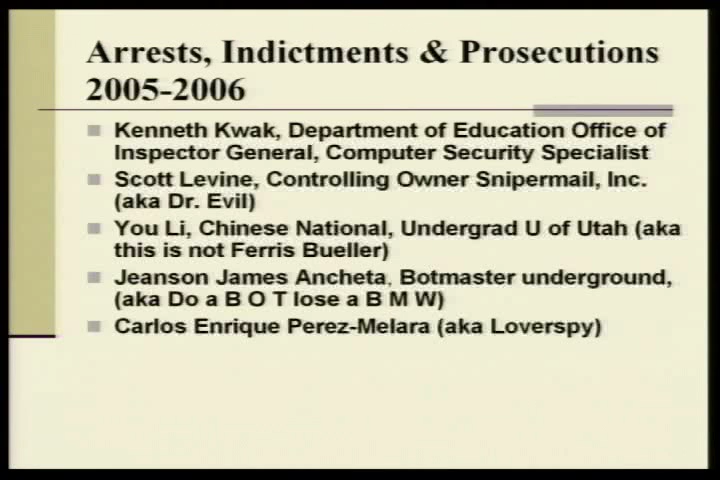 Arrests, Indictments & Prosecutions
2005-2006
Kenneth Kwak, Department of Education Office of
Inspector General, Computer Security Specialist
Scott Levine, Controlling Owner Snipermail, Inc.
(aka Dr. Evil)
You Li, Chinese National, Undergrad U of Utah (aka
this is not Ferris Bueller)
Jeanson James Ancheta, Botmaster underground,
(aka Do a B O T lose a B M W)
Carlos Enrique Perez-Melara (aka Loverspy)